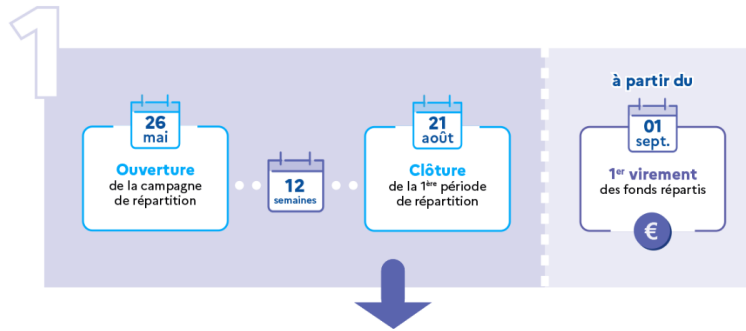 1
26
mai
Ouverture
de la campagne
de répartition
12
semaines
21
août
Clôture
de la 1ère période
de répartition
à partir du
01
sept.
1er virement
des fonds répartis
€